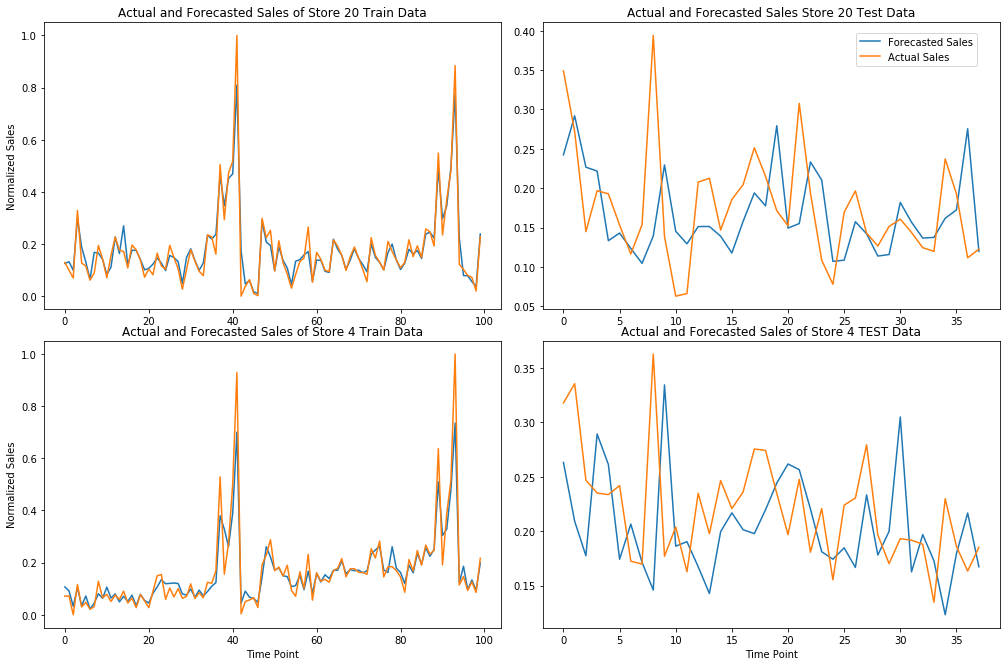 Actual and Forecasted Sales of Store 20 Train Data
Normalized Sales
1.0
0.8
0.6
0.4
0.2
0.0
0 20 40 60 80 100
Actual and Forecasted Sales Store 20 Test Data
Forecasted Sales
Actual Sales
0.40
0.35
0.30
0.25
0.20
0.15
0.10
0.05
0 5 10 15 20 25 30 35
Actual and Forecasted Sales of Store 4 Train Data
Normalized Sales
1.0
0.8
0.6
0.4
0.2
0.0
0 20 40 60 80 100
Time Point
Actual and Forecasted Sales of Store 4 TEST Data
0.35
0.30
0.25
0.20
0.15
0 5 10 15 20 25 30 35
Time Point